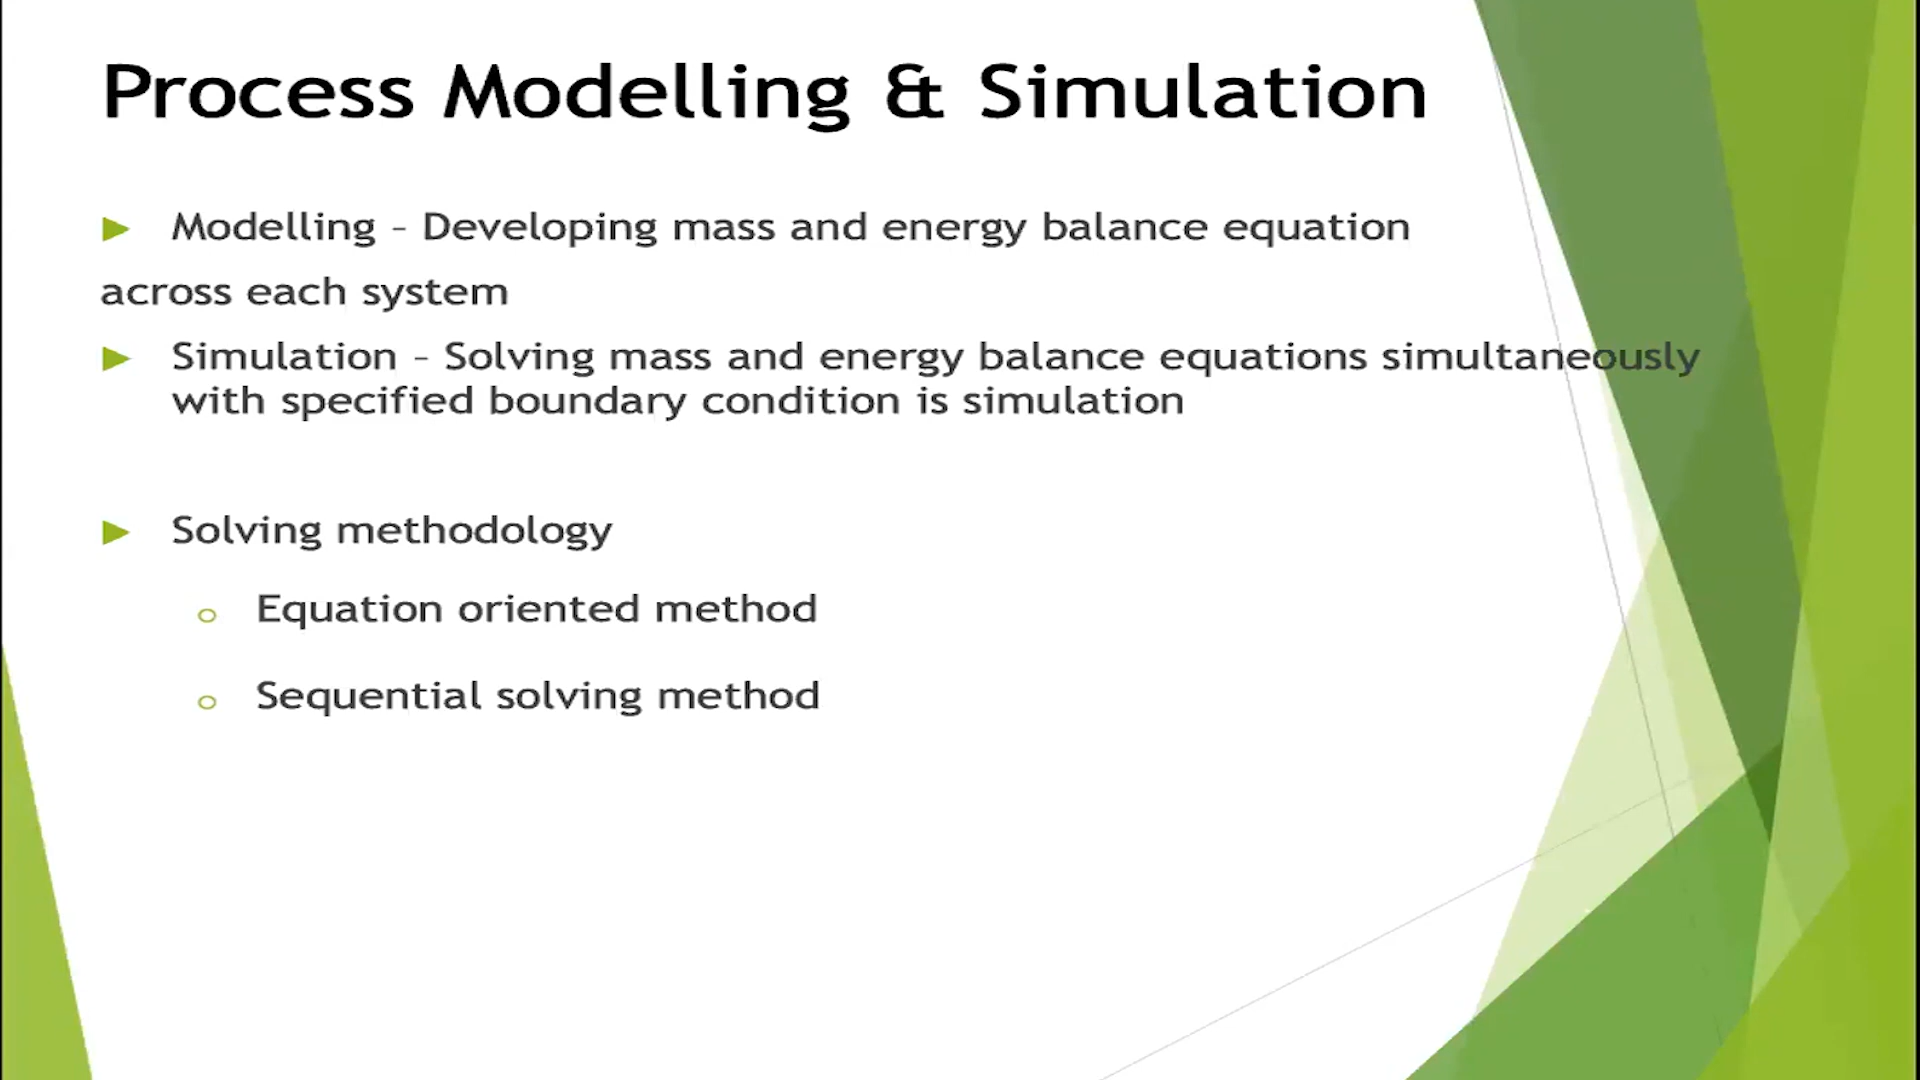 Process Modelling & Simulation
► Modelling – Developing mass and energy balance equation
across each system
► Simulation – Solving mass and energy balance equations simultaneously
with specified boundary condition is simulation
► Solving methodology
o Equation oriented method
o Sequential solving method